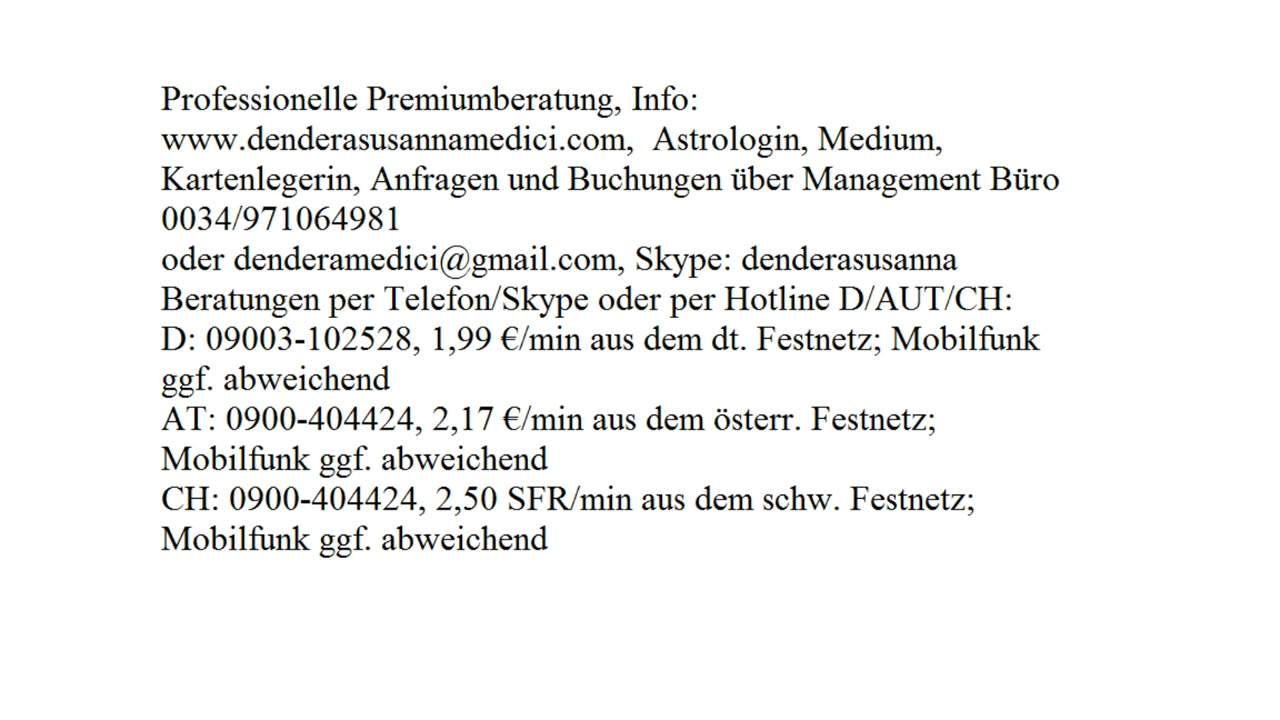 Professionelle Premiumberatung, Info:
www.denderasusannamedici.com,  Astrologin, Medium,
Kartenlegerin, Anfragen und Buchungen über Management Büro
0034/971064981
oder denderamedici@gmail.com, Skype: denderasusanna
Beratungen per Telefon/Skype oder per Hotline D/AUT/CH:
D: 09003-102528, 1,99 €/min aus dem dt. Festnetz; Mobilfunk
ggf. abweichend
AT: 0900-404424, 2,17 €/min aus dem österr. Festnetz;
Mobilfunk ggf. abweichend
CH: 0900-404424, 2,50 SFR/min aus dem schw. Festnetz;
Mobilfunk ggf. abweichend